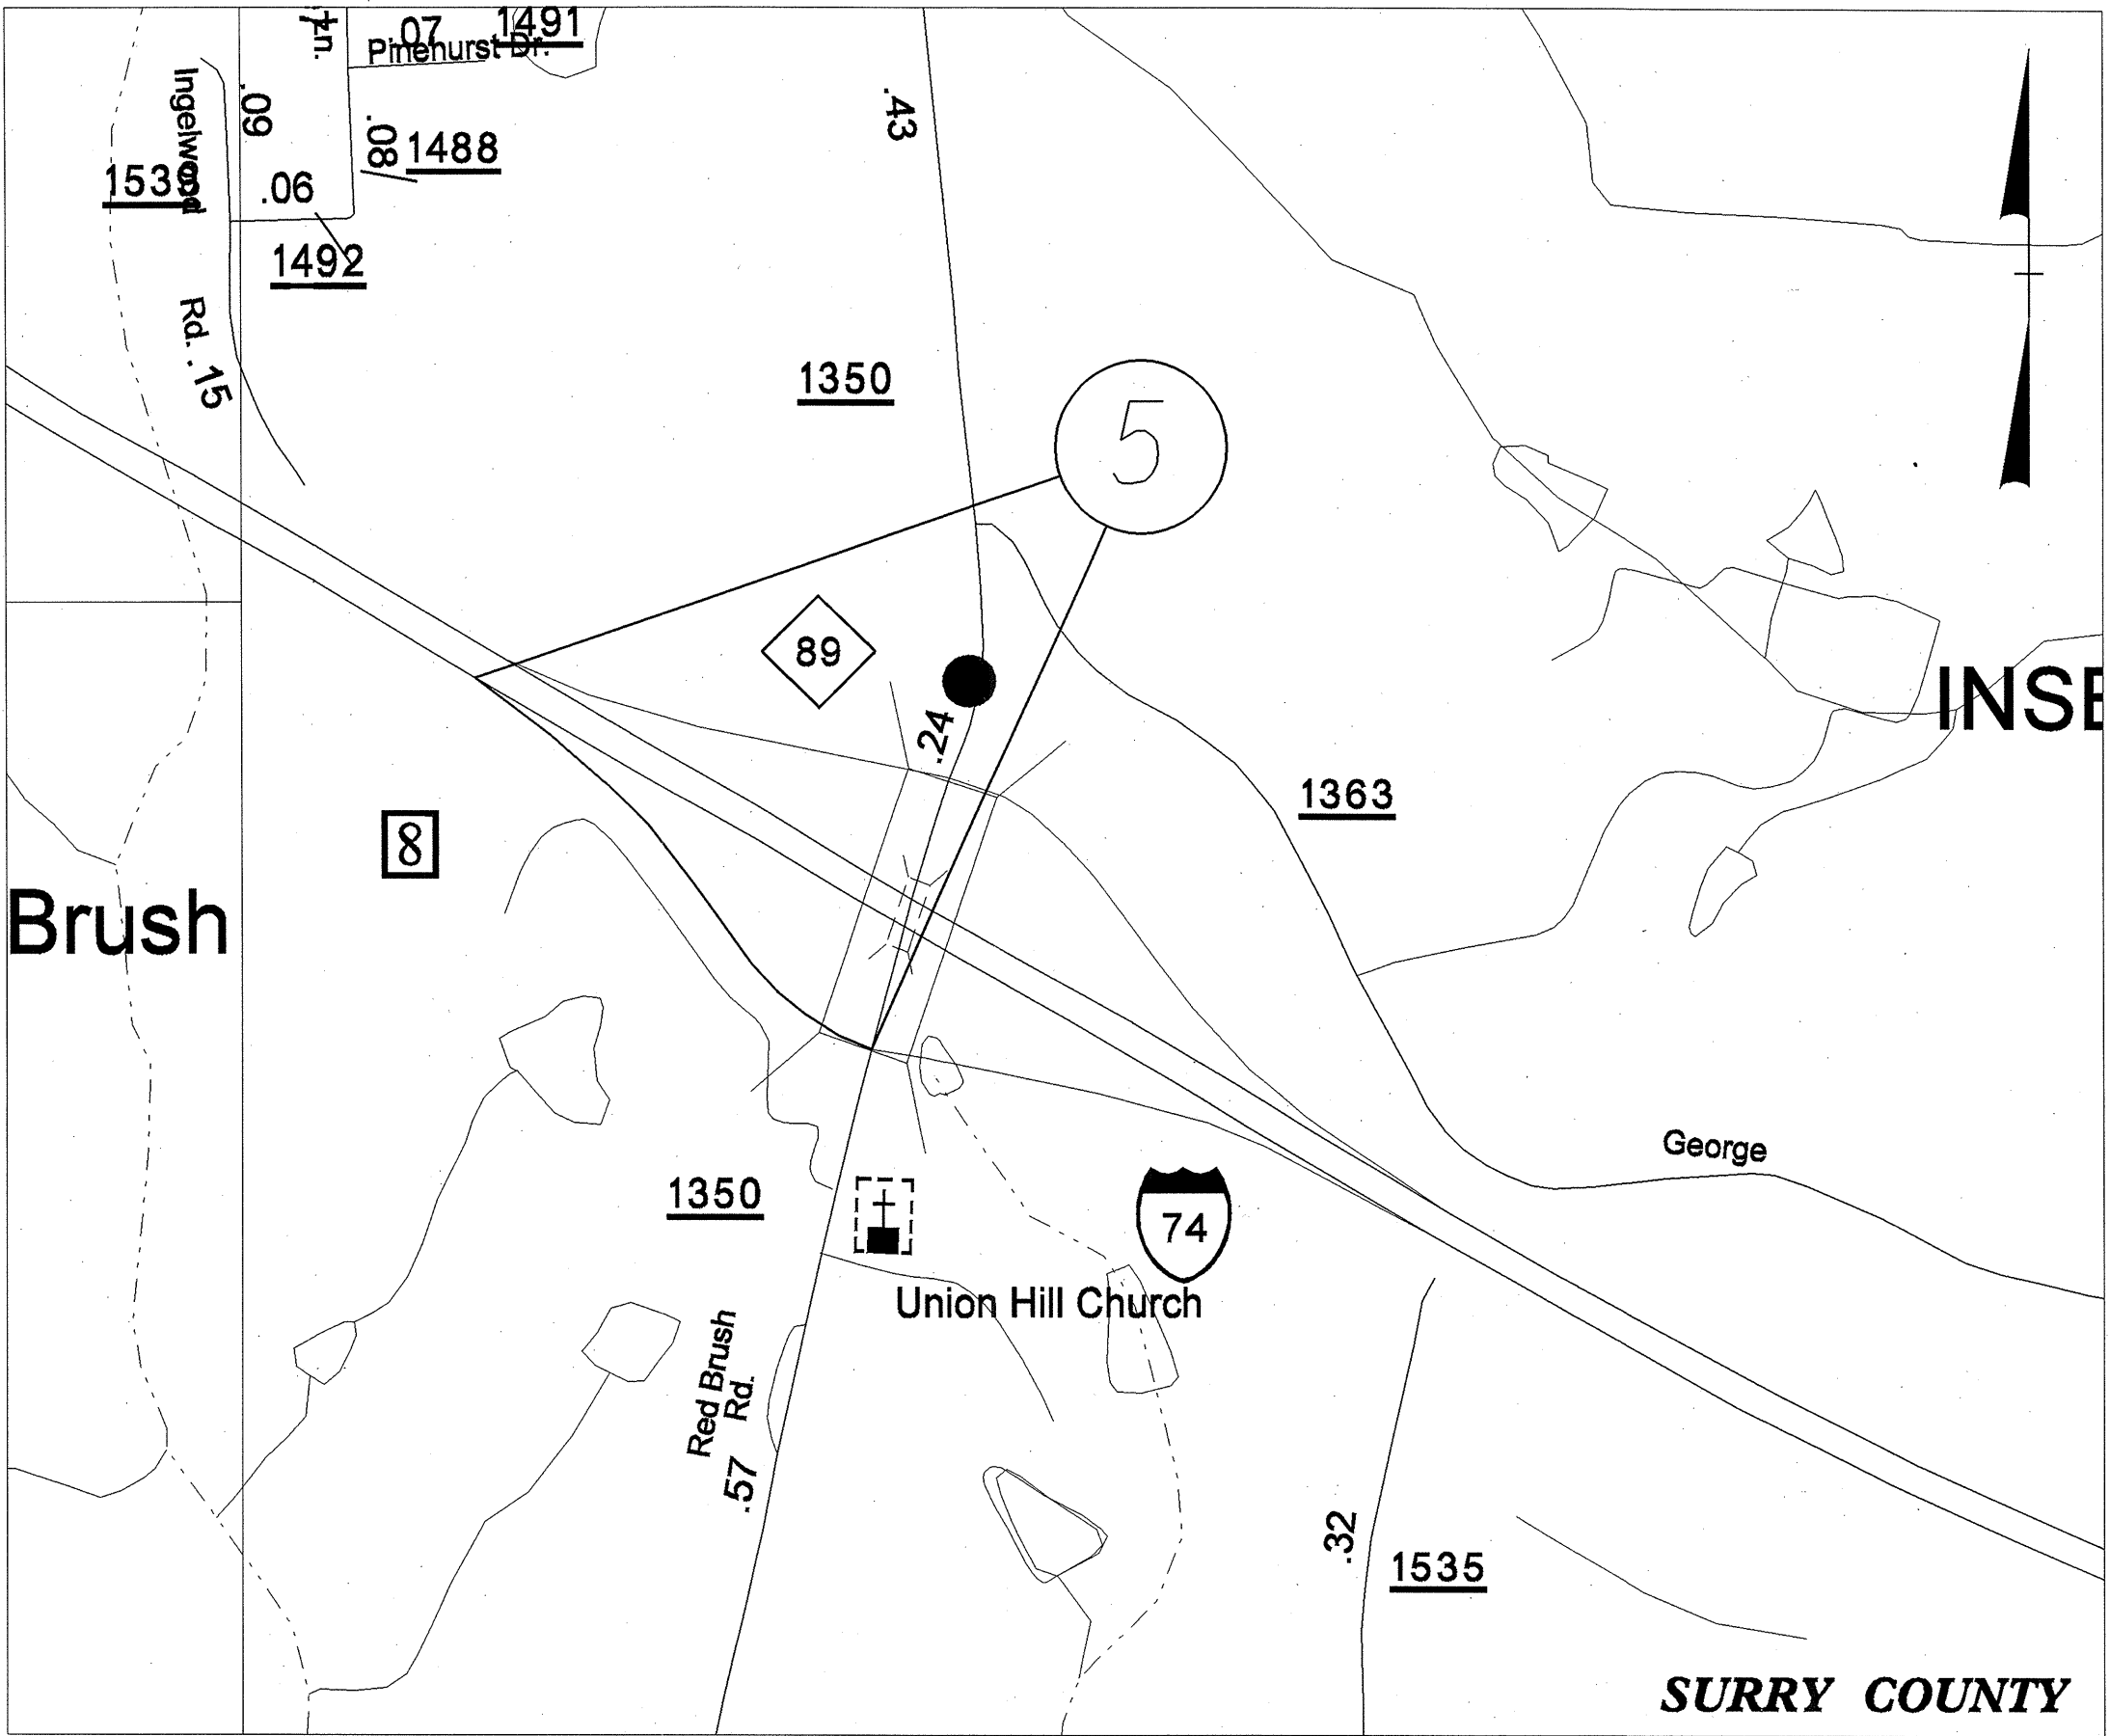 .07
1491
Pinehurst Dr.
.43
Ingelwood
.09
.08
1488
.06
1492
Rd.
.15
1350
5
89
.24
INSE
1363
8
Brush
George
1350
74
Union Hill Church
Red Brush
Rd.
.57
.32
1535
SURRY COUNTY